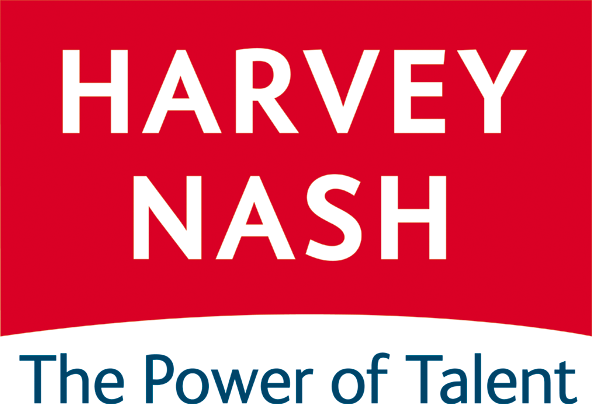 HARVEY
NASH
The Power of Talent